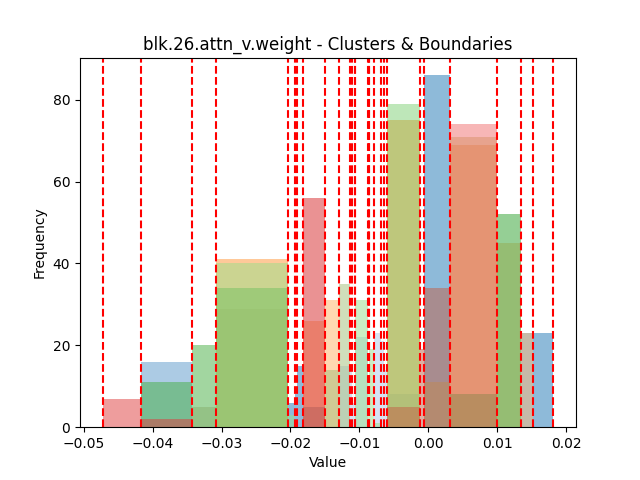 blk.26.attn_v.weight - Clusters & Boundaries
Frequency
80
60
40
20
0
−0.05 −0.04 −0.03 −0.02 −0.01 0.00 0.01 0.02
Value